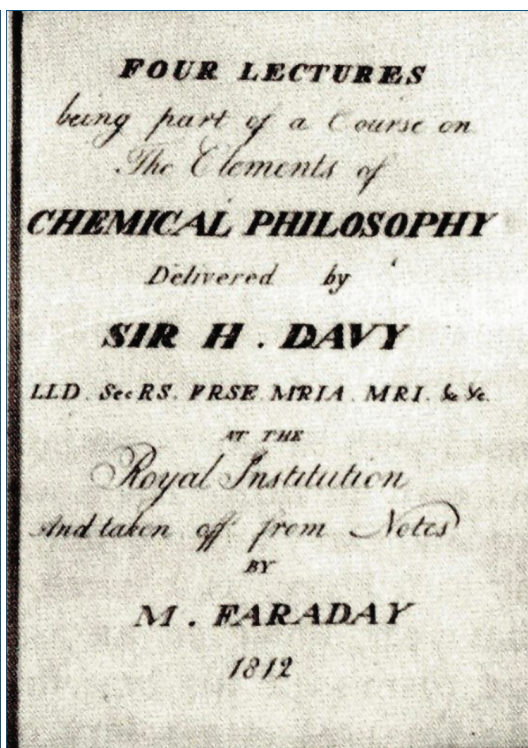 FOUR LECTURES
being part of a Course on
The Elements of
CHEMICAL PHILOSOPHY
Delivered by
SIR H. DAVY
LLD. SecRS. FRSE. MRIA. MRI. &c &c.
AT THE
Royal Institution
And taken off from Notes
BY
M. FARADAY
1812